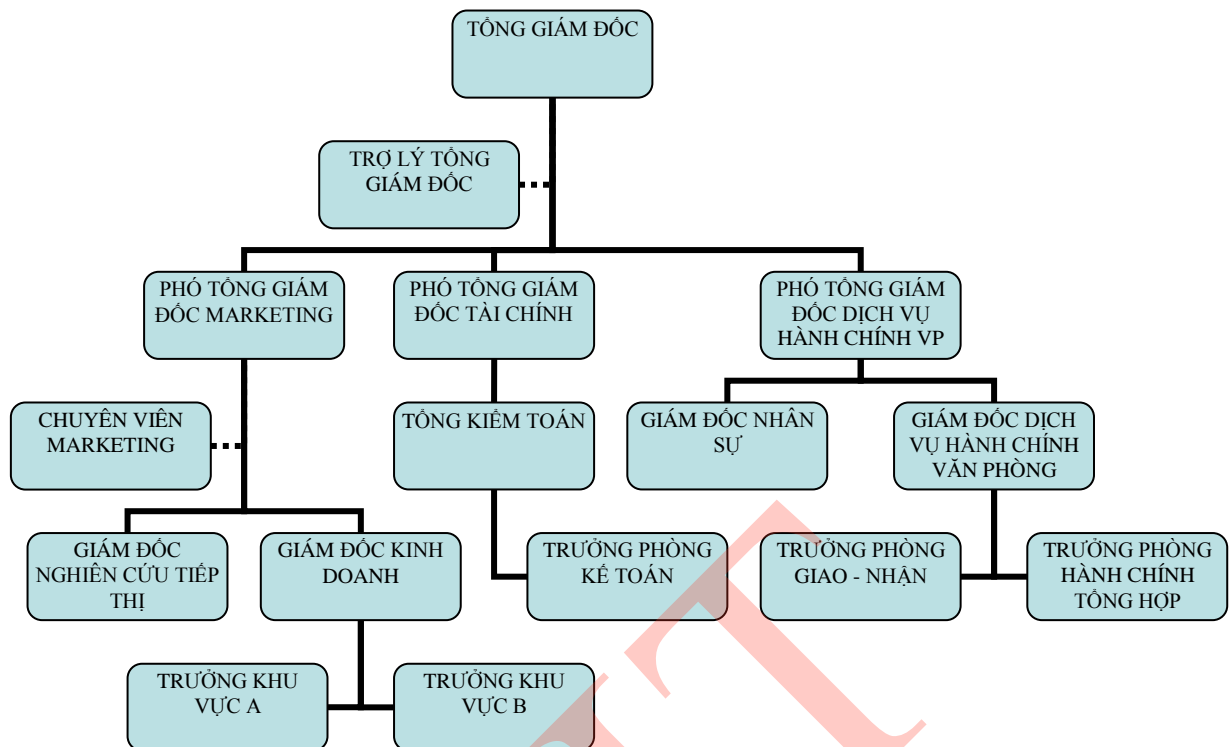 TỔNG GIÁM ĐỐC
TRỢ LÝ TỔNG
GIÁM ĐỐC
PHÓ TỔNG GIÁM
ĐỐC MARKETING
PHÓ TỔNG GIÁM
ĐỐC TÀI CHÍNH
PHÓ TỔNG GIÁM
ĐỐC DỊCH VỤ
HÀNH CHÍNH VP
CHUYÊN VIÊN
MARKETING
TỔNG KIỂM TOÁN
GIÁM ĐỐC NHÂN
SỰ
GIÁM ĐỐC DỊCH
VỤ HÀNH CHÍNH
VĂN PHÒNG
GIÁM ĐỐC
NGHIÊN CỨU TIẾP
THỊ
GIÁM ĐỐC KINH
DOANH
TRƯỞNG PHÒNG
KẾ TOÁN
TRƯỞNG PHÒNG
GIAO - NHẬN
TRƯỞNG PHÒNG
HÀNH CHÍNH
TỔNG HỢP
TRƯỞNG KHU
VỰC A
TRƯỞNG KHU
VỰC B